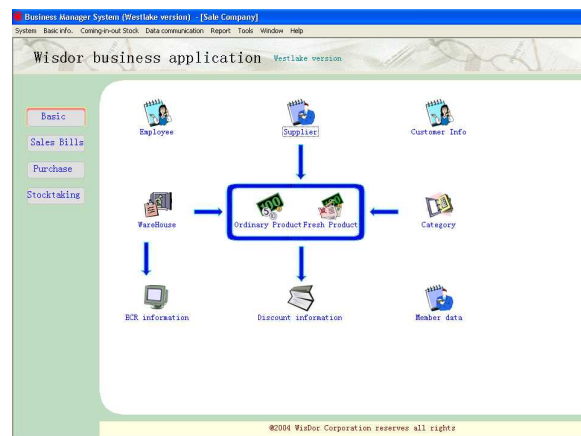 Business Manager System (Westlake version) - [Sale Company]
System Basic info. Coming-in-out Stock Data communication Report Tools Window Help
Wisdor business application Westlake version
Basic
Sales Bills
Purchase
Stocktaking
Employee Supplier Customer Info
WareHouse Ordinary Product Fresh Product Category
ECR information Discount information Member data
@2004 WisDor Corporation reserves all rights